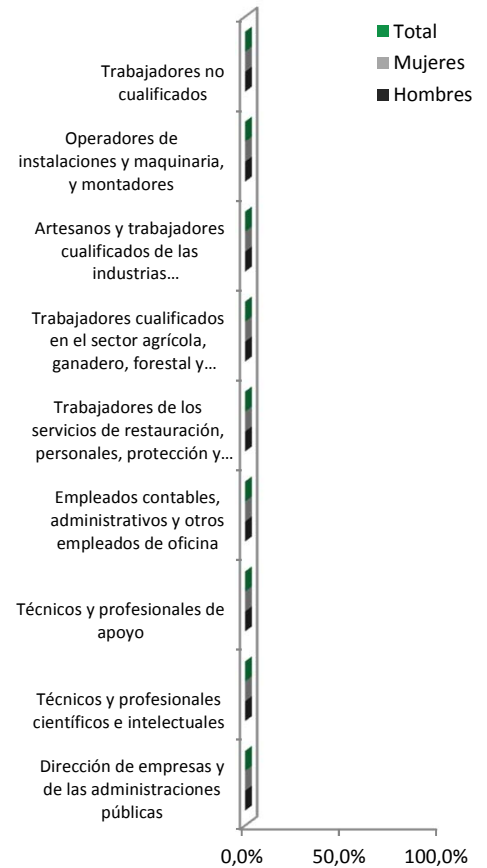 Total
Mujeres
Hombres
Trabajadores no
cualificados
Operadores de
instalaciones y maquinaria,
y montadores
Artesanos y trabajadores
cualificados de las
industrias…
Trabajadores cualificados
en el sector agrícola,
ganadero, forestal y…
Trabajadores de los
servicios de restauración,
personales, protección y…
Empleados contables,
administrativos y otros
empleados de oficina
Técnicos y profesionales de
apoyo
Técnicos y profesionales
científicos e intelectuales
Dirección de empresas y
de las administraciones
públicas
0,0% 50,0% 100,0%